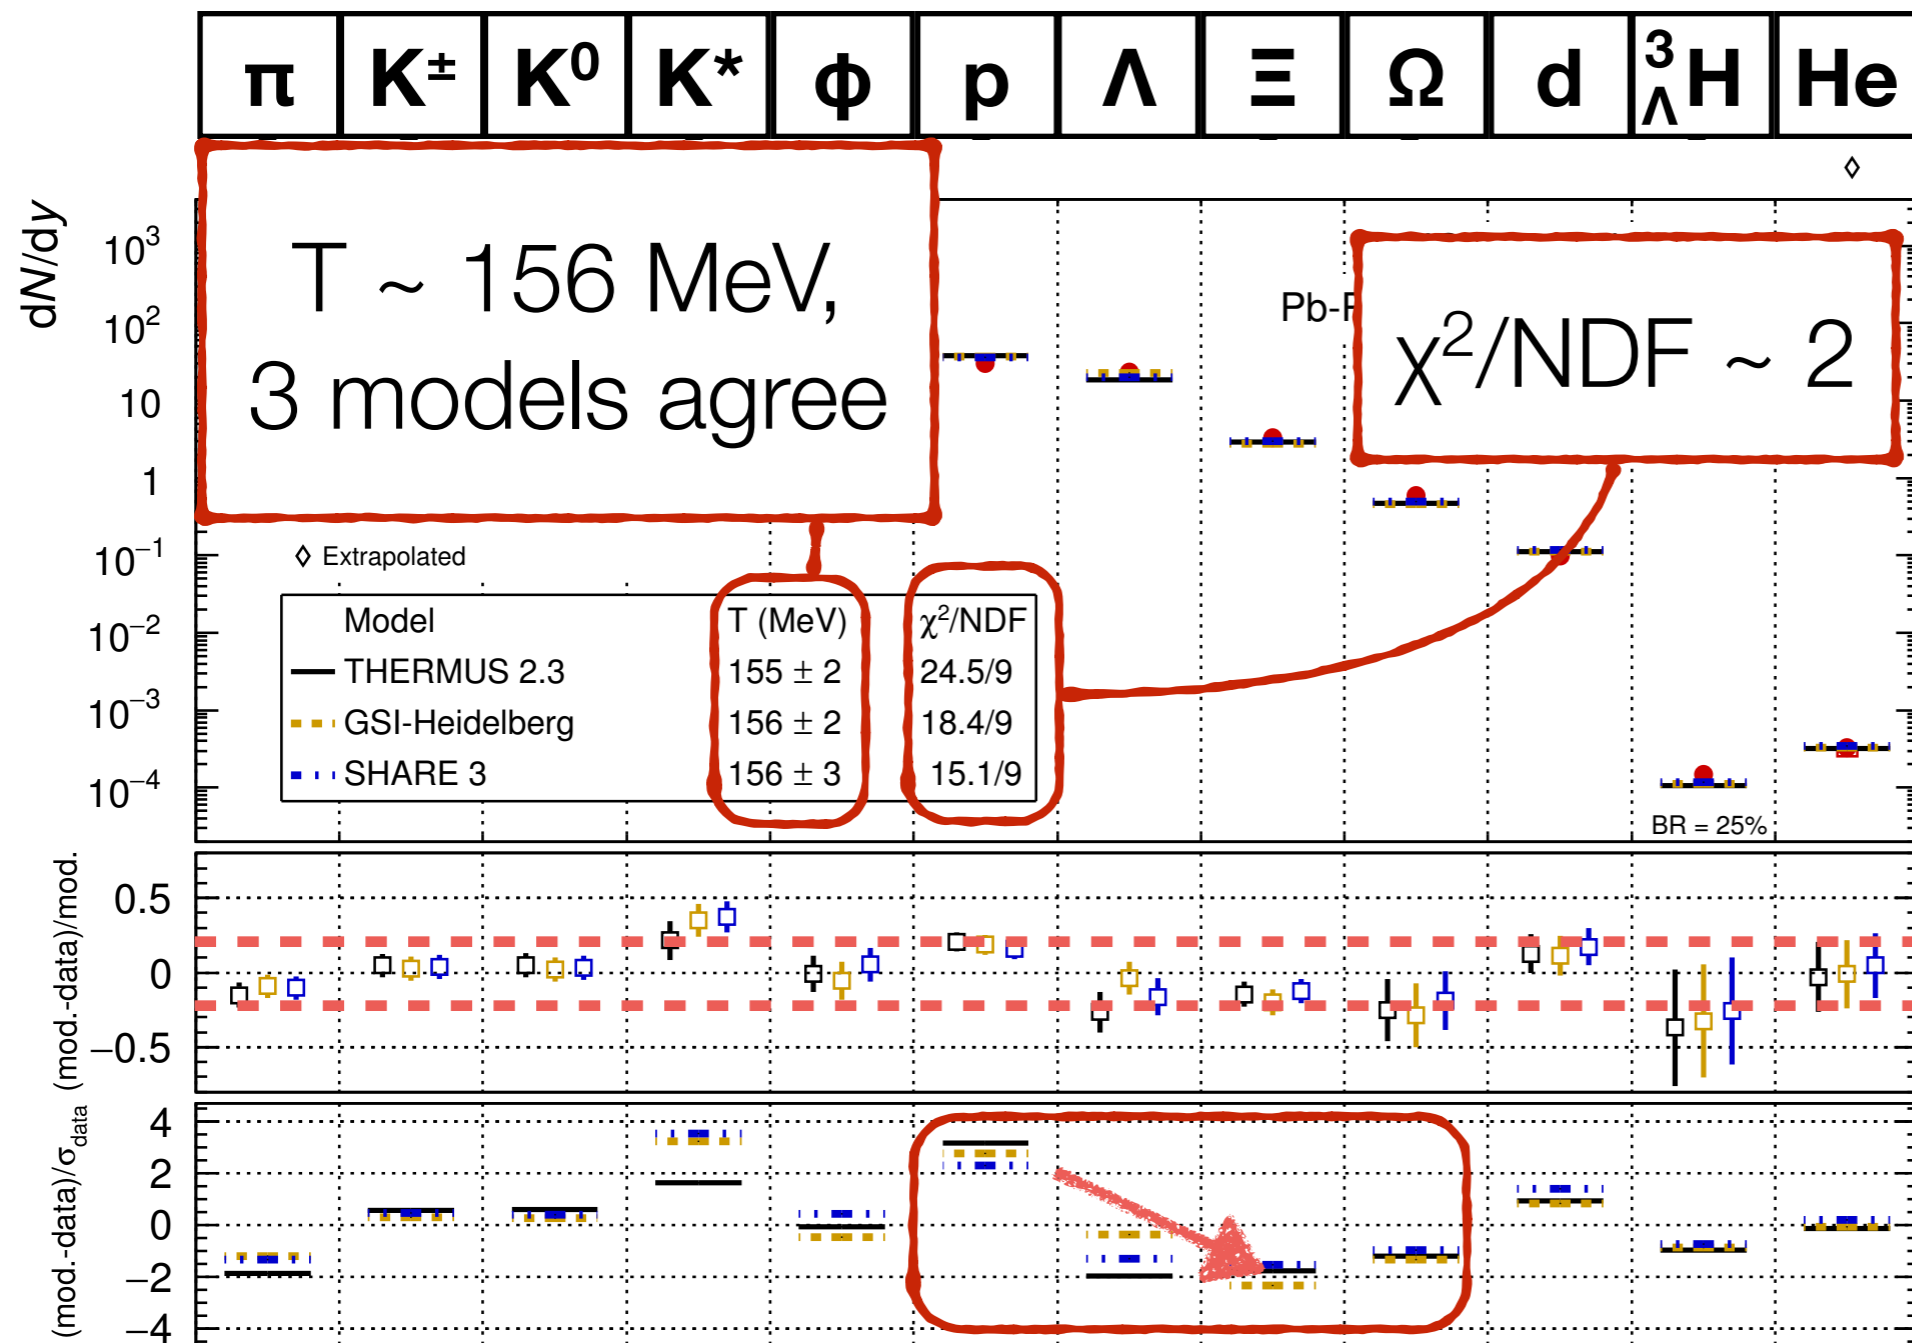 π K± K⁰ K* ϕ p Λ Ξ Ω d ³ΛH He
dN/dy
10³
10²
10
1
10⁻¹
10⁻²
10⁻³
10⁻⁴
T ~ 156 MeV,
3 models agree
Pb-
χ²/NDF ~ 2
◊ Extrapolated
Model T (MeV) χ²/NDF
THERMUS 2.3 155 ± 2 24.5/9
GSI-Heidelberg 156 ± 2 18.4/9
SHARE 3 156 ± 3 15.1/9
BR = 25%
(mod.-data)/mod.
0.5
0
−0.5
(mod.-data)/σdata
4
2
0
−2
−4